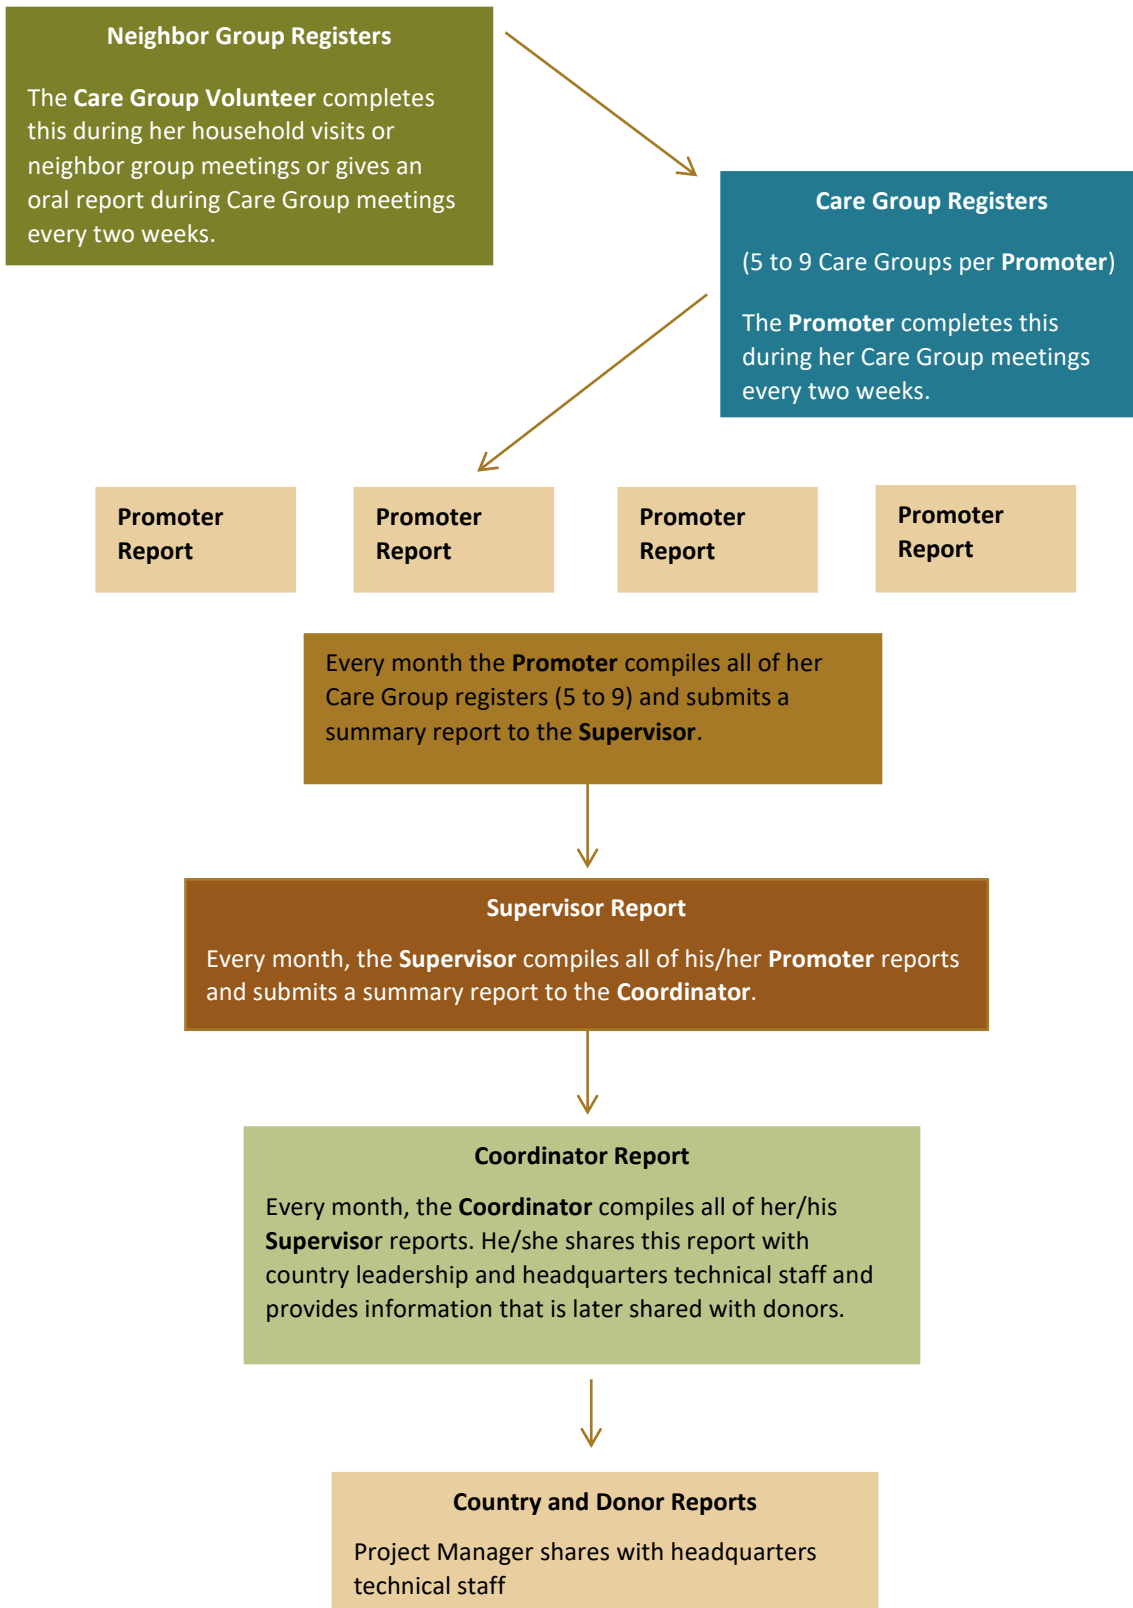 Neighbor Group Registers
The Care Group Volunteer completes
this during her household visits or
neighbor group meetings or gives an
oral report during Care Group meetings
every two weeks.
Care Group Registers
(5 to 9 Care Groups per Promoter)
The Promoter completes this
during her Care Group meetings
every two weeks.
Promoter
Report
Promoter
Report
Promoter
Report
Promoter
Report
Every month the Promoter compiles all of her
Care Group registers (5 to 9) and submits a
summary report to the Supervisor.
Supervisor Report
Every month, the Supervisor compiles all of his/her Promoter reports
and submits a summary report to the Coordinator.
Coordinator Report
Every month, the Coordinator compiles all of her/his
Supervisor reports. He/she shares this report with
country leadership and headquarters technical staff and
provides information that is later shared with donors.
Country and Donor Reports
Project Manager shares with headquarters
technical staff